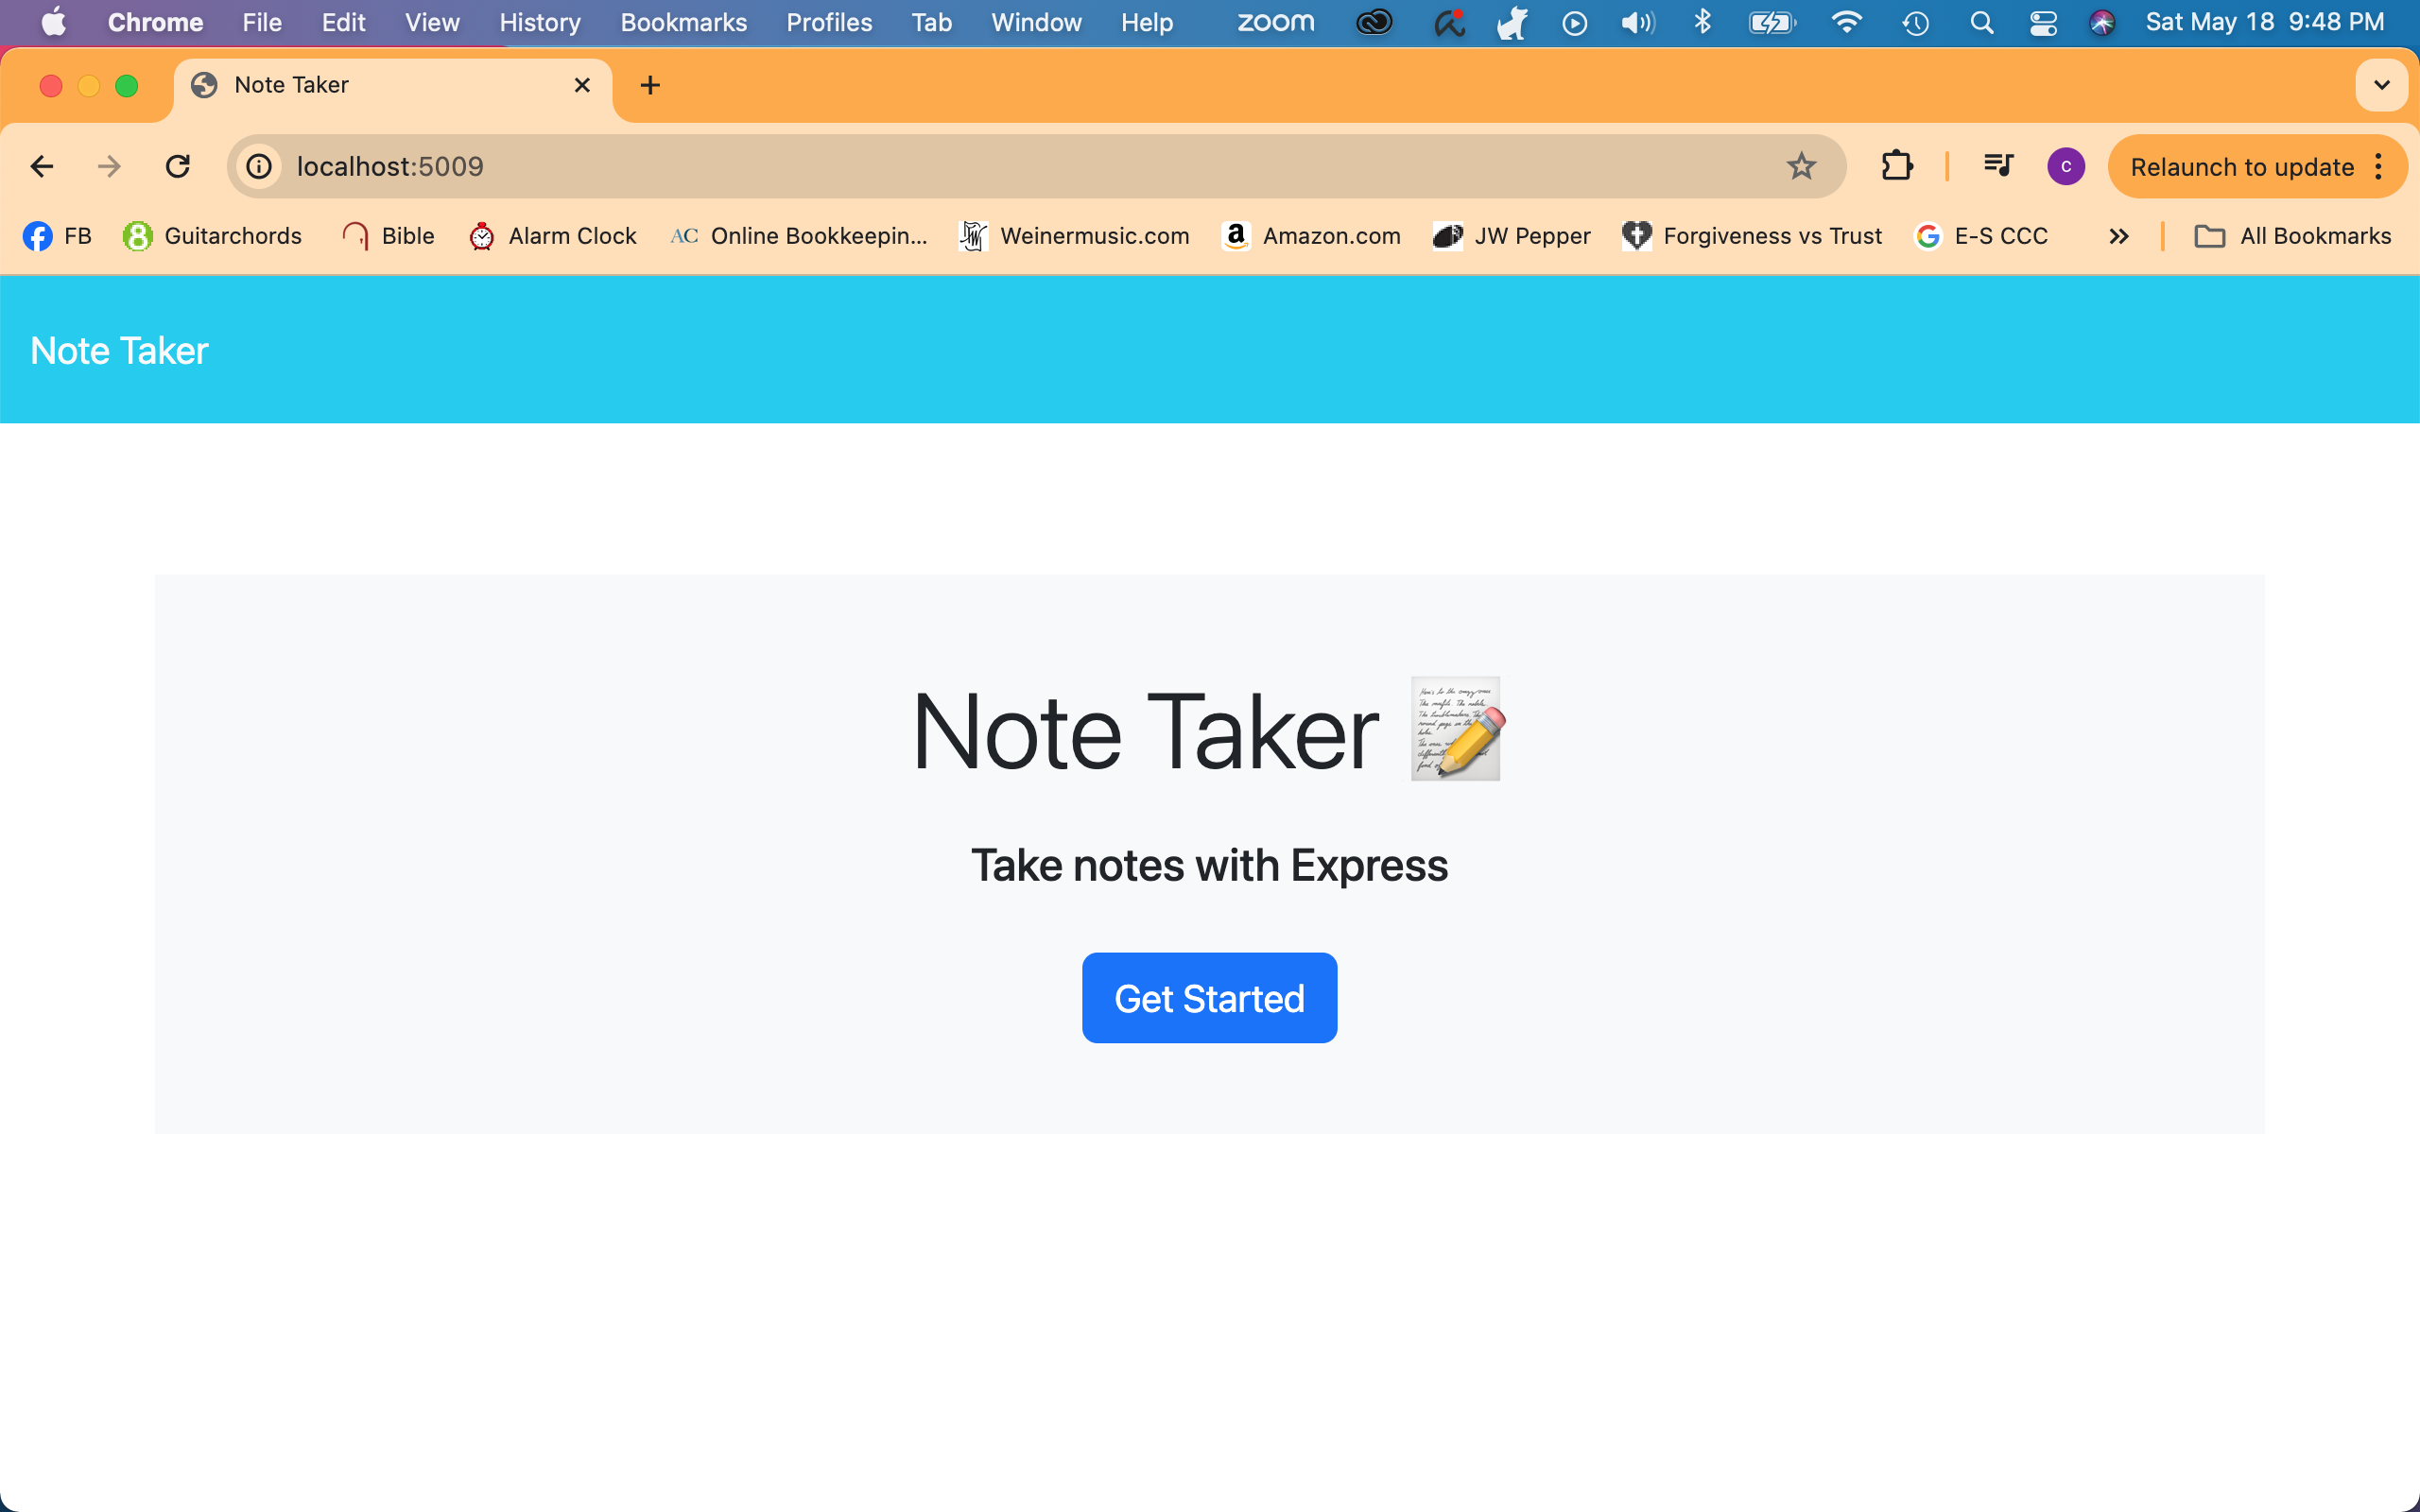 Chrome File Edit View History Bookmarks Profiles Tab Window Help zoom Sat May 18 9:48 PM
Note Taker
localhost:5009 C Relaunch to update
FB Guitarchords Bible Alarm Clock AC Online Bookkeepin... Weinermusic.com a Amazon.com JW Pepper Forgiveness vs Trust G E-S CCC All Bookmarks
Note Taker
Note Taker
Take notes with Express
Get Started